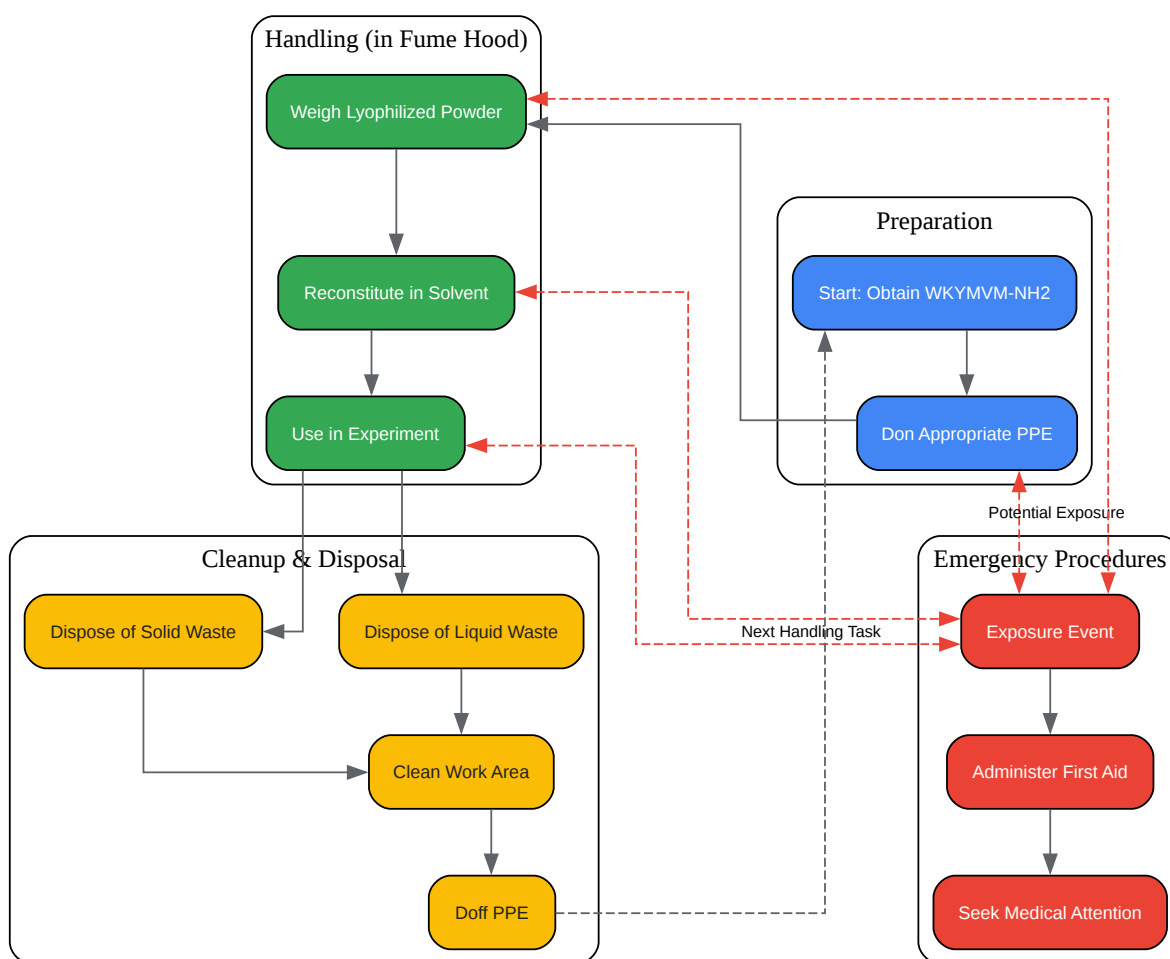 Handling (in Fume Hood)
Weigh Lyophilized Powder
Reconstitute in Solvent
Use in Experiment
Preparation
Start: Obtain WKYMVM-NH2
Don Appropriate PPE
Potential Exposure
Cleanup & Disposal
Dispose of Solid Waste
Dispose of Liquid Waste
Clean Work Area
Doff PPE
Next Handling Task
Emergency Procedures
Exposure Event
Administer First Aid
Seek Medical Attention